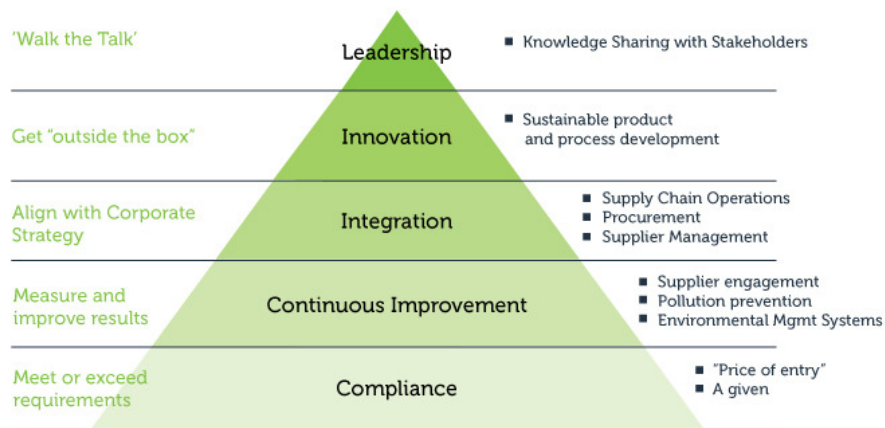 'Walk the Talk'
Leadership
■ Knowledge Sharing with Stakeholders
Get "outside the box"
Innovation
■ Sustainable product
and process development
Align with Corporate
Strategy
Integration
■ Supply Chain Operations
■ Procurement
■ Supplier Management
Measure and
improve results
Continuous Improvement
■ Supplier engagement
■ Pollution prevention
■ Environmental Mgmt Systems
Meet or exceed
requirements
Compliance
■ "Price of entry"
■ A given